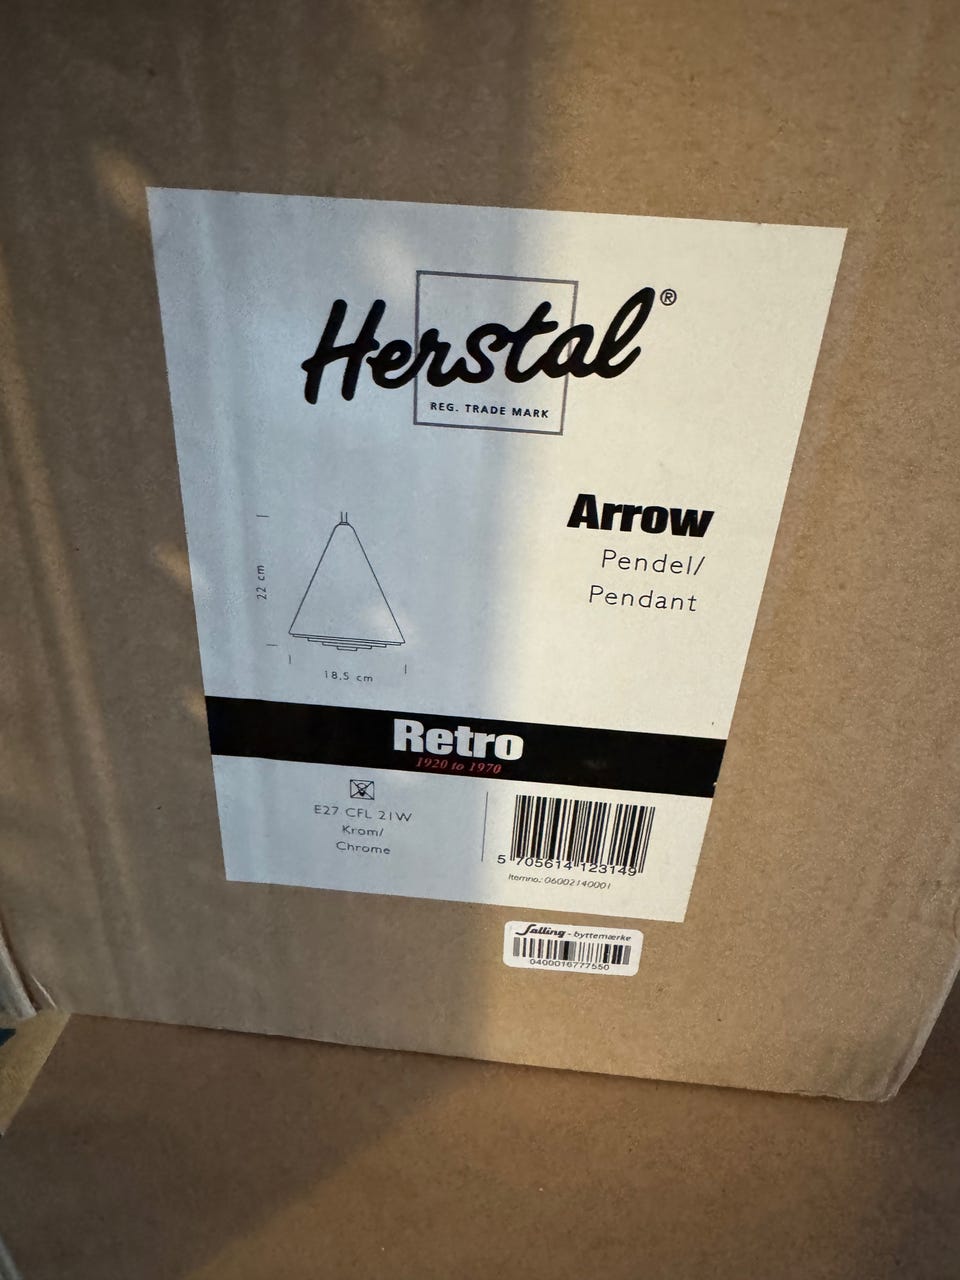 Herstal®
REG. TRADE MARK
Arrow
Pendel/
Pendant
22 cm
18,5 cm
Retro
1920 to 1970
E27 CFL 21W
Krom/
Chrome
5 705614 123149
Itemno.: 06002140001
Salling - byttemærke
0400016777550